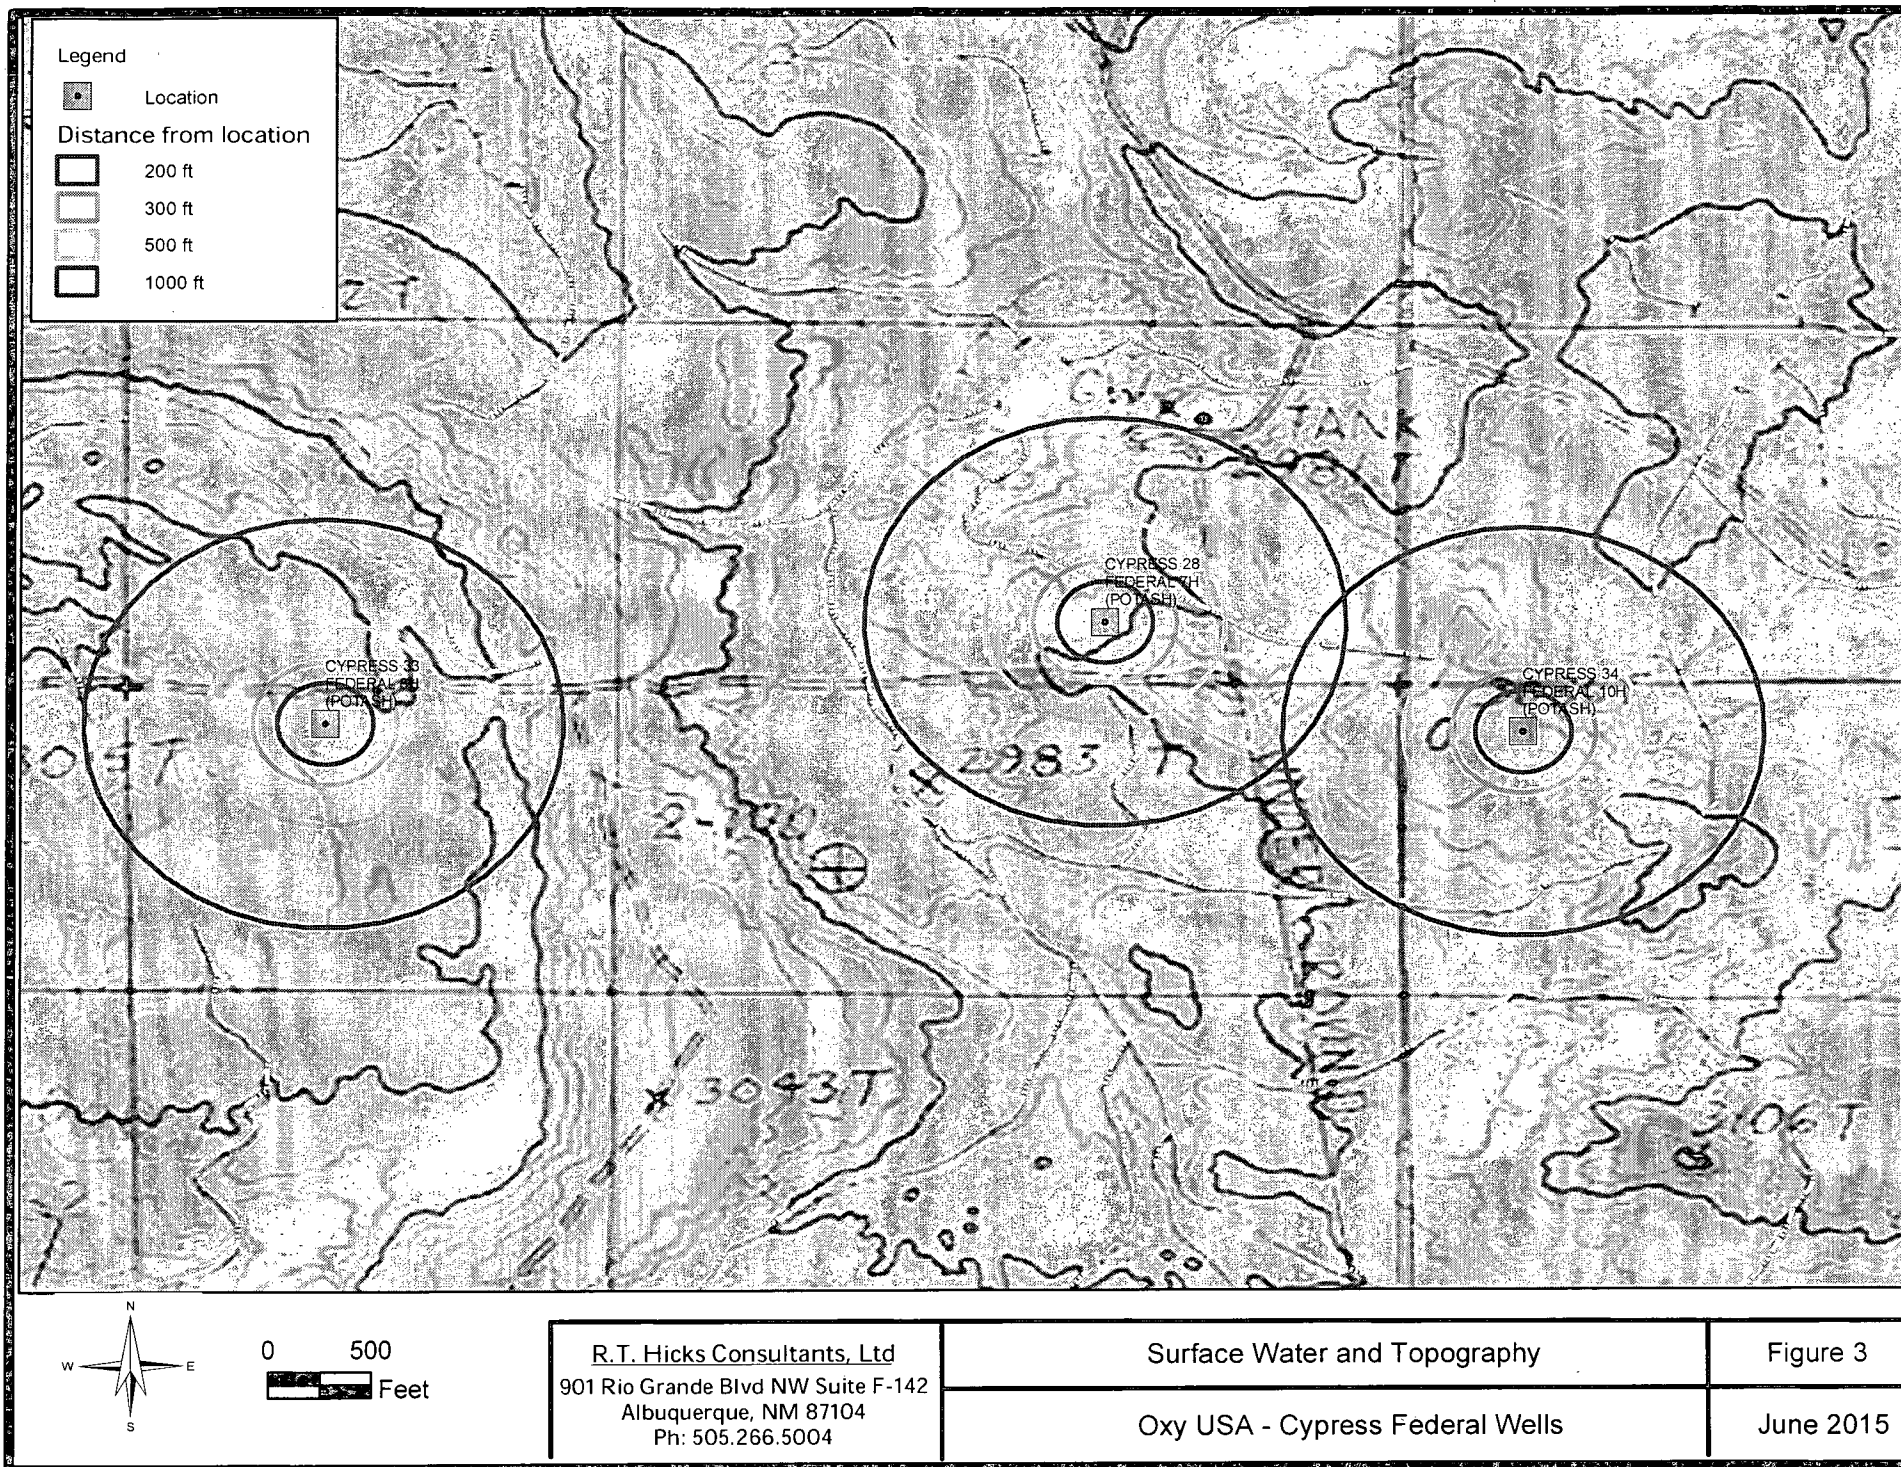 Legend
Location
Distance from location
200 ft
300 ft
500 ft
1000 ft
TANK
CYPRESS 28
FEDERAL 7H
(POTASH)
CYPRESS 33
FEDERAL
(POTASH)
CYPRESS 34
FEDERAL 10H
(POTASH)
2983 T
3043T
N
W
E
S
0 500
Feet
R.T. Hicks Consultants, Ltd
901 Rio Grande Blvd NW Suite F-142
Albuquerque, NM 87104
Ph: 505.266.5004
Surface Water and Topography
Oxy USA - Cypress Federal Wells
Figure 3
June 2015